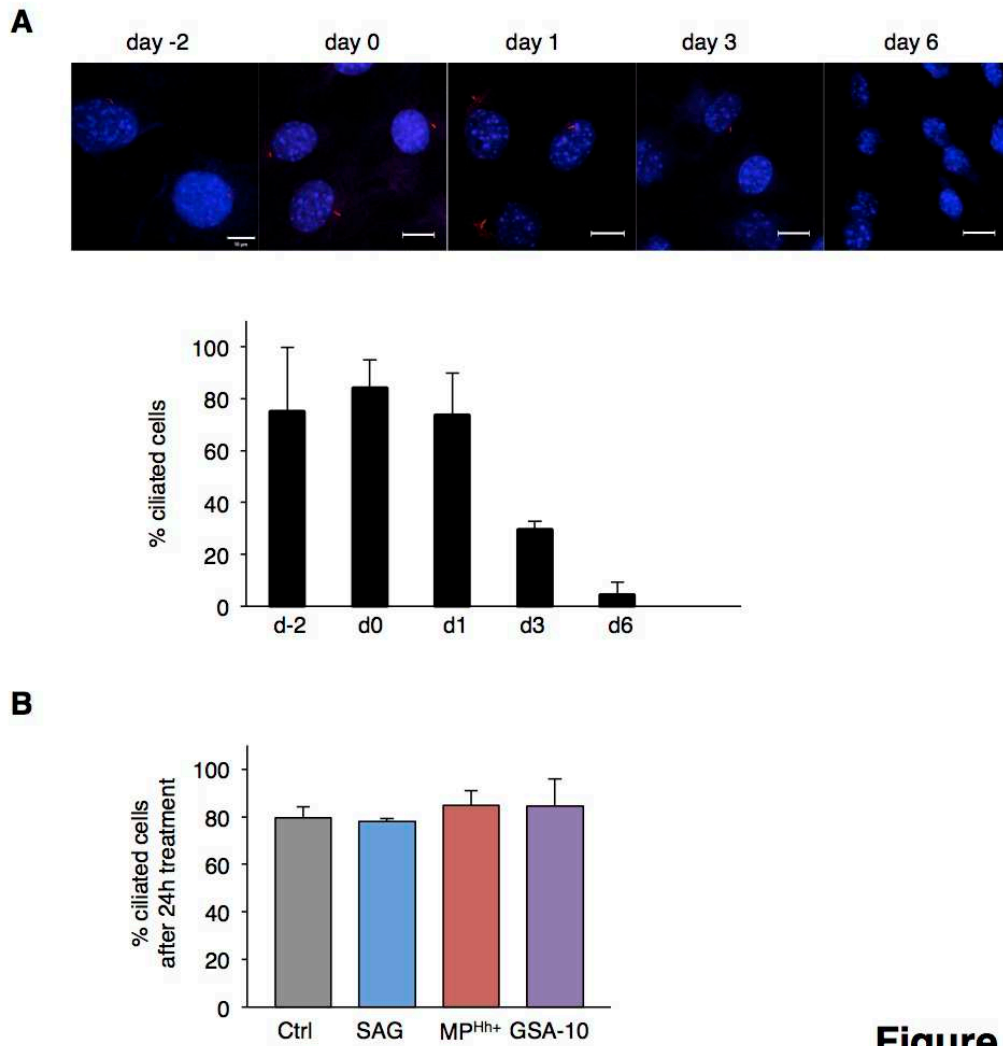 A
day -2 day 0 day 1 day 3 day 6
10 µm
% ciliated cells
100
80
60
40
20
0
d-2 d0 d1 d3 d6
B
% ciliated cells
after 24h treatment
100
80
60
40
20
0
Ctrl SAG MPHh+ GSA-10
Figure